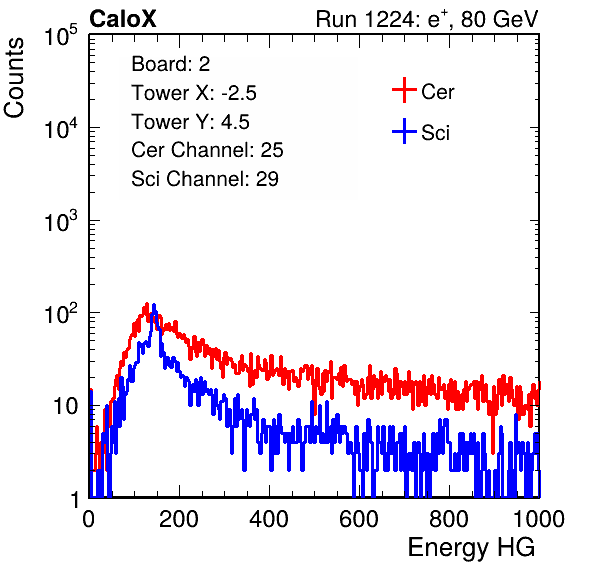 CaloX Run 1224: e⁺, 80 GeV
Counts
Board: 2
Tower X: -2.5
Tower Y: 4.5
Cer Channel: 25
Sci Channel: 29
Cer
Sci
10⁵
10⁴
10³
10²
10
1
0 200 400 600 800 1000
Energy HG